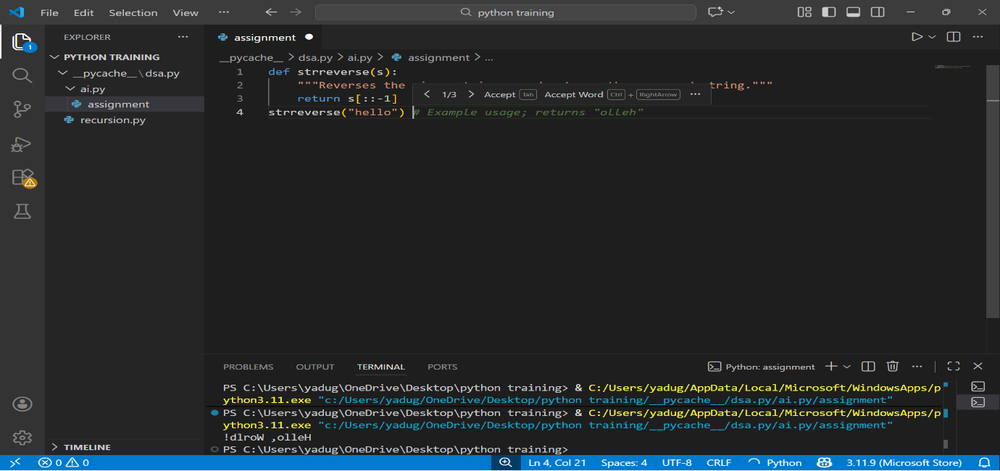 File Edit Selection View ··· python training
EXPLORER ···
PYTHON TRAINING
__pycache__\dsa.py
ai.py
assignment
recursion.py
TIMELINE
assignment
__pycache__ > dsa.py > ai.py > assignment > ...
1 def strreverse(s):
2 """Reverses the string."""
< 1/3 > Accept Tab Accept Word Ctrl + RightArrow ···
3 return s[::-1]
4 strreverse("hello") # Example usage; returns "olleh"
PROBLEMS OUTPUT TERMINAL PORTS Python: assignment
PS C:\Users\yadug\OneDrive\Desktop\python training> & C:/Users/yadug/AppData/Local/Microsoft/WindowsApps/p
ython3.11.exe "c:/Users/yadug/OneDrive/Desktop/python training/__pycache__/dsa.py/ai.py/assignment"
PS C:\Users\yadug\OneDrive\Desktop\python training> & C:/Users/yadug/AppData/Local/Microsoft/WindowsApps/p
ython3.11.exe "c:/Users/yadug/OneDrive/Desktop/python training/__pycache__/dsa.py/ai.py/assignment"
!dlroW ,olleH
PS C:\Users\yadug\OneDrive\Desktop\python training>
1
0 0 Ln 4, Col 21 Spaces: 4 UTF-8 CRLF Python 3.11.9 (Microsoft Store)